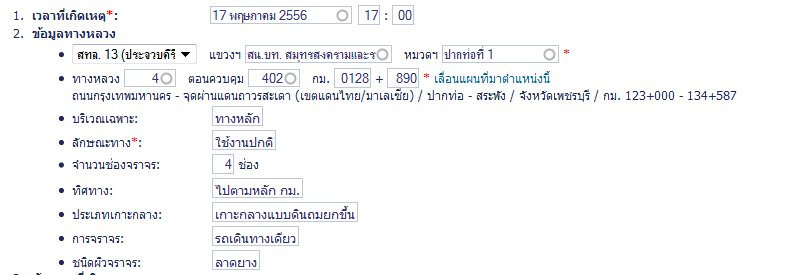 1. เวลาที่เกิดเหตุ*: 17 พฤษภาคม 2556 17 : 00
2. ข้อมูลทางหลวง
• สทล. 13 (ประจวบคีรี แขวงฯ สน.บท. สมุทรสงครามและร หมวดฯ ปากท่อที่ 1 *
• ทางหลวง 4 ตอนควบคุม 402 กม. 0128 + 890 * เลื่อนแผนที่มาตำแหน่งนี้
ถนนกรุงเทพมหานคร - จุดผ่านแดนถาวรสะเดา (เขตแดนไทย/มาเลเซีย) / ปากท่อ - สระพัง / จังหวัดเพชรบุรี / กม. 123+000 - 134+587
• บริเวณเฉพาะ: ทางหลัก
• ลักษณะทาง*: ใช้งานปกติ
• จำนวนช่องจราจร: 4 ช่อง
• ทิศทาง: ไปตามหลัก กม.
• ประเภทเกาะกลาง: เกาะกลางแบบดินถมยกขึ้น
• การจราจร: รถเดินทางเดียว
• ชนิดผิวจราจร: ลาดยาง